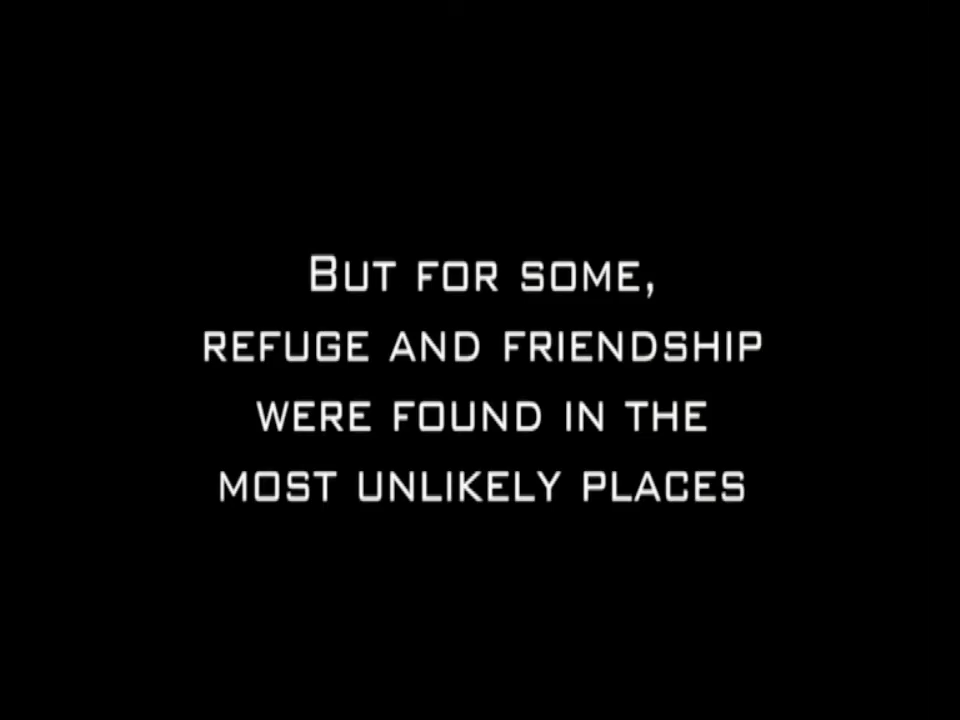 But for some,
refuge and friendship
were found in the
most unlikely places